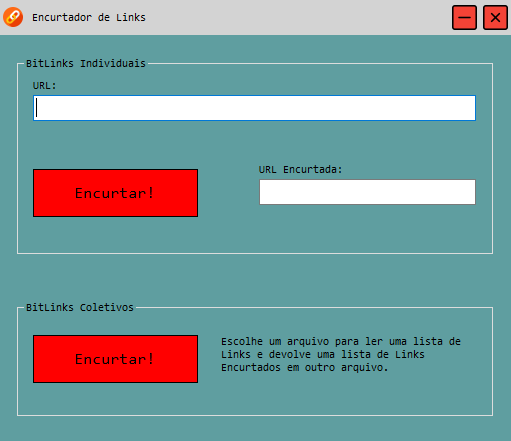 Encurtador de Links
BitLinks Individuais
URL:
Encurtar!
URL Encurtada:
BitLinks Coletivos
Encurtar!
Escolhe um arquivo para ler uma lista de
Links e devolve uma lista de Links
Encurtados em outro arquivo.